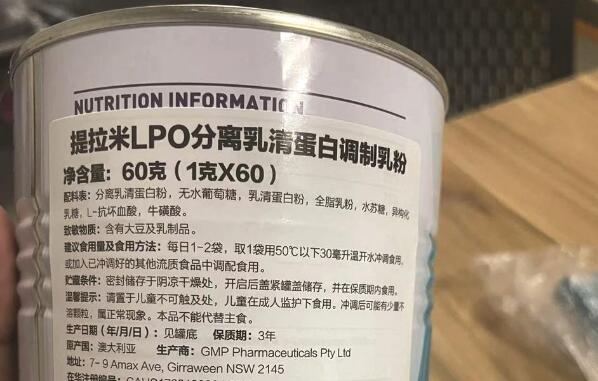 NUTRITION INFORMATION
提拉米LPO分离乳清蛋白调制乳粉
净含量：60克（1克X60）
配料表：分离乳清蛋白粉，无水葡萄糖，乳清蛋白粉，全脂乳粉，水苏糖，异构化
乳糖，L-抗坏血酸，牛磺酸。
致敏物质：含有大豆及乳制品。
建议食用量及食用方法：每日1-2袋，取1袋用50℃以下30毫升温开水冲调食用，
或加入已冲调好的其他流质食品中调配食用。
贮藏条件：密封储存于阴凉干燥处，开启后盖紧罐盖储存，并在保质期内食用。
温馨提示：请置于儿童不可触及处，儿童在成人监护下食用。冲调后可能有少量不
溶颗粒，属正常现象。本品不能代替主食。
生产日期（年/月/日）：见罐底 保质期：3年
原产国：澳大利亚 生产商：GMP Pharmaceuticals Pty Ltd
地址：7-9 Amax Ave, Girraween NSW 2145